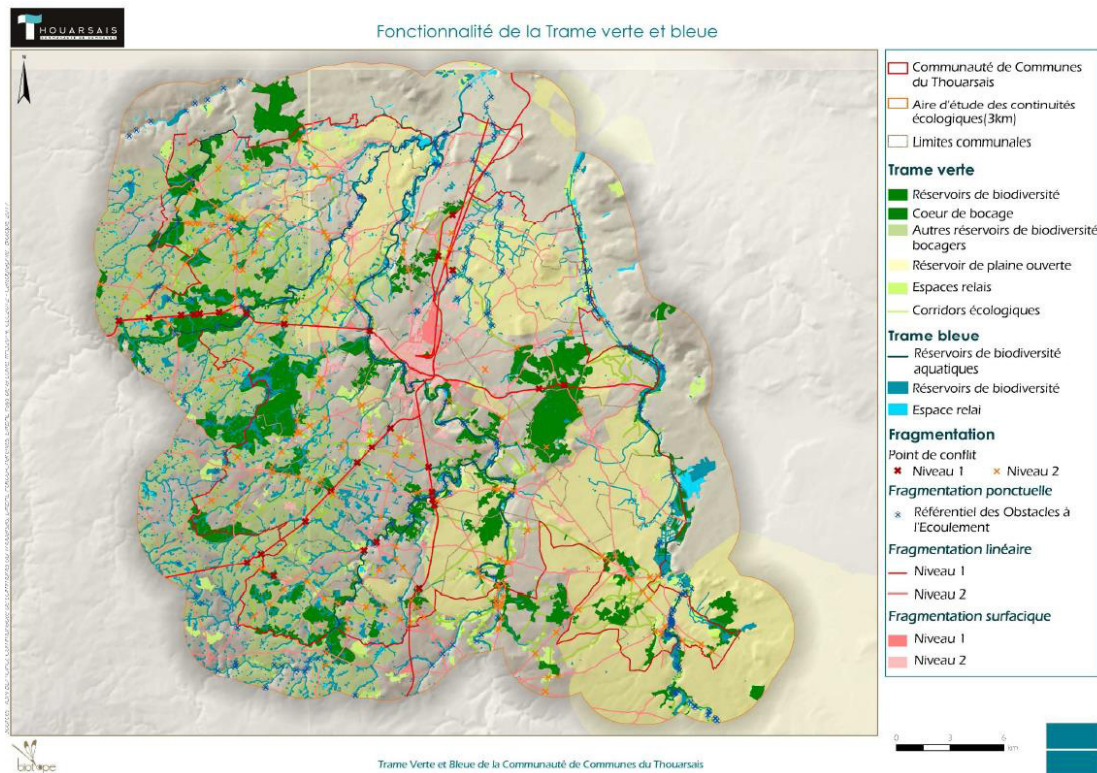 THOUARSAIS
COMMUNAUTÉ DE COMMUNES
Fonctionnalité de la Trame verte et bleue
N
Communauté de Communes
du Thouarsais
Aire d'étude des continuités
écologiques(3km)
Limites communales
Trame verte
Réservoirs de biodiversité
Coeur de bocage
Autres réservoirs de biodiversité
bocagers
Réservoir de plaine ouverte
Espaces relais
Corridors écologiques
Trame bleue
Réservoirs de biodiversité
aquatiques
Réservoirs de biodiversité
Espace relai
Fragmentation
Point de conflit
Niveau 1 Niveau 2
Fragmentation ponctuelle
Référentiel des Obstacles à
l'Ecoulement
Fragmentation linéaire
Niveau 1
Niveau 2
Fragmentation surfacique
Niveau 1
Niveau 2
0 3 6
km
biotope
Trame Verte et Bleue de la Communauté de Communes du Thouarsais